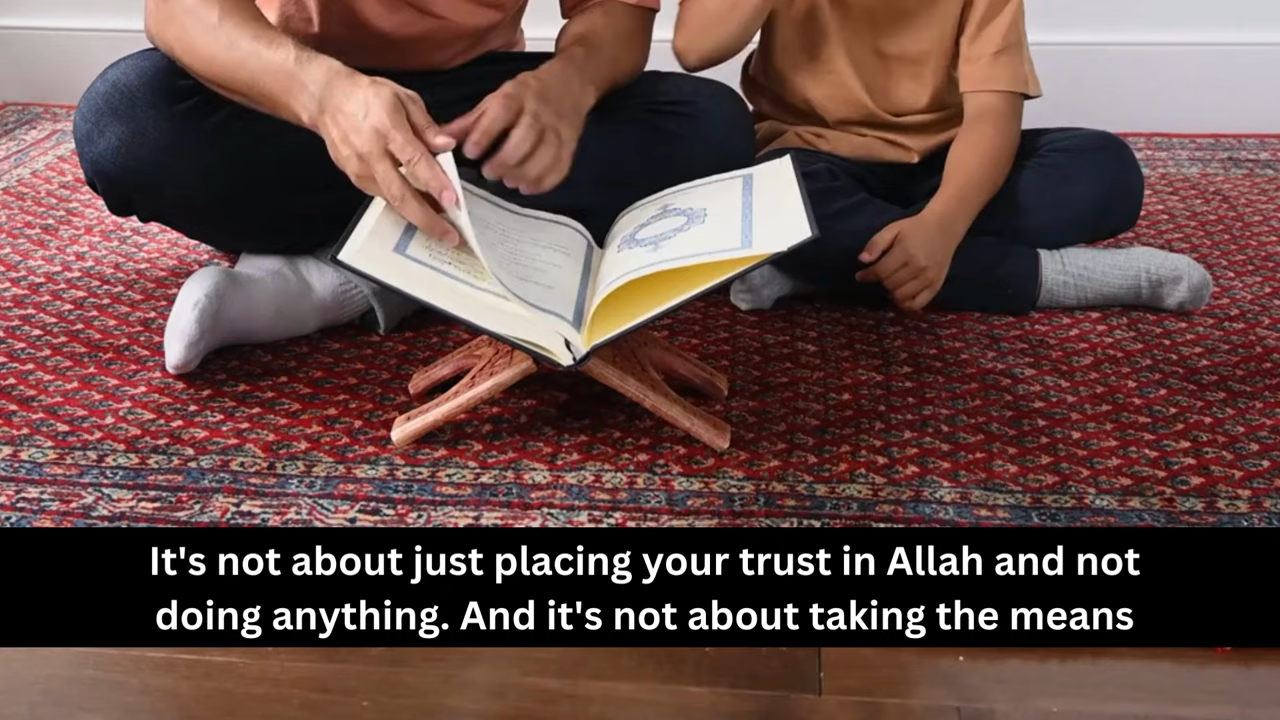 It's not about just placing your trust in Allah and not
doing anything. And it's not about taking the means